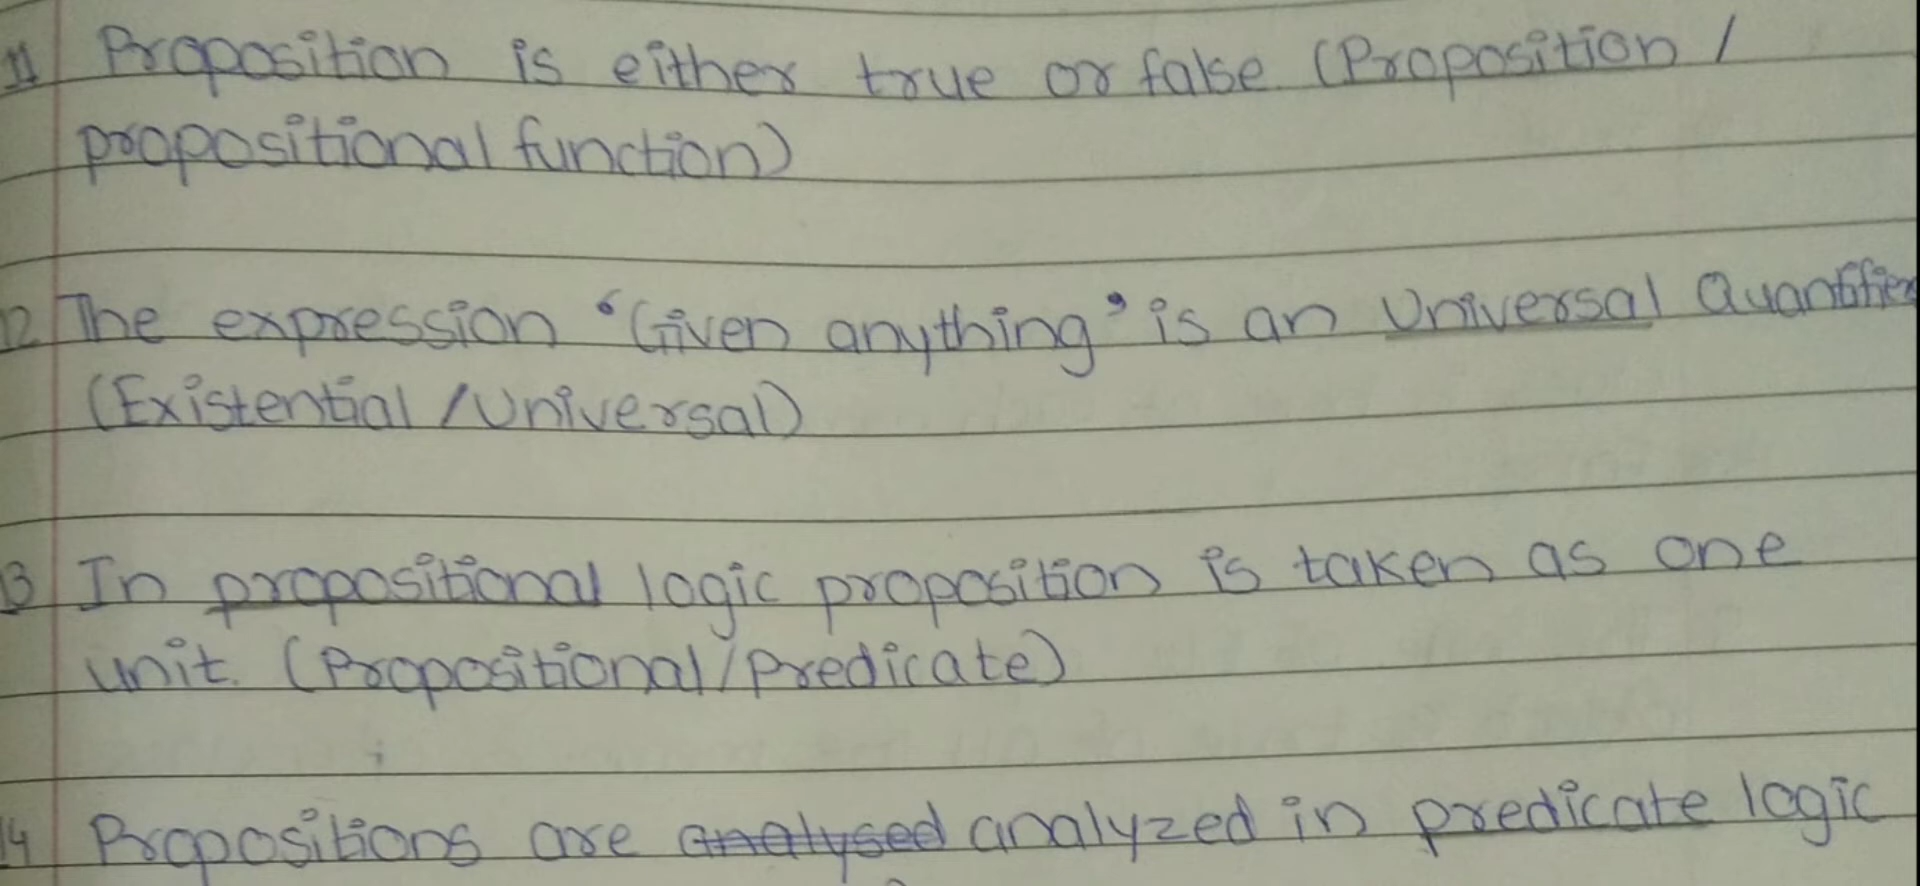 11 Proposition is either true or false. (Proposition /
propositional function)
12 The expression ‘Given anything’ is an Universal Quantifier
(Existential / Universal)
13 In propositional logic proposition is taken as one
unit. (Propositional / Predicate)
14 Propositions are analysed analyzed in predicate logic